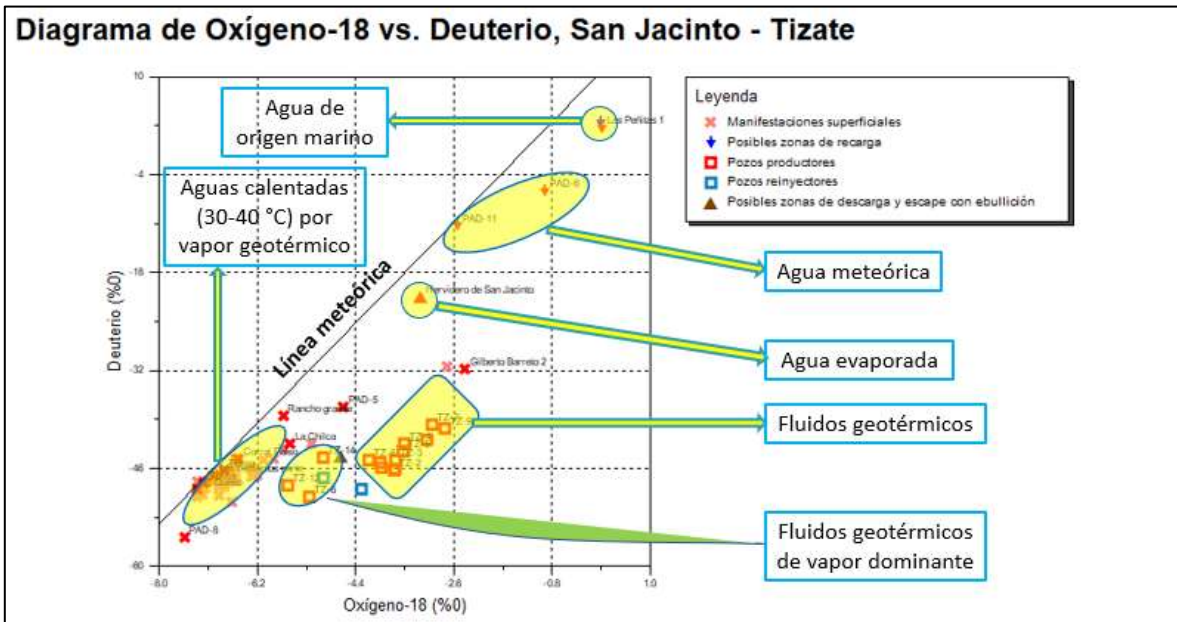 Diagrama de Oxígeno-18 vs. Deuterio, San Jacinto - Tizate
Agua de
origen marino
Aguas calentadas
(30-40 °C) por
vapor geotérmico
Línea meteórica
Deuterio (%0)
10
-4
-18
-32
-46
-60
-8.0
-6.2
-4.4
-2.6
-0.8
1.0
Oxígeno-18 (%0)
Las Peñitas 1
PAD-6
PAD-11
Hervidero de San Jacinto
Gilberto Barreto 2
PAD-5
Rancho grande
La Chilca
PAD-8
Leyenda
Manifestaciones superficiales
Posibles zonas de recarga
Pozos productores
Pozos reinyectores
Posibles zonas de descarga y escape con ebullición
Agua meteórica
Agua evaporada
Fluidos geotérmicos
Fluidos geotérmicos
de vapor dominante